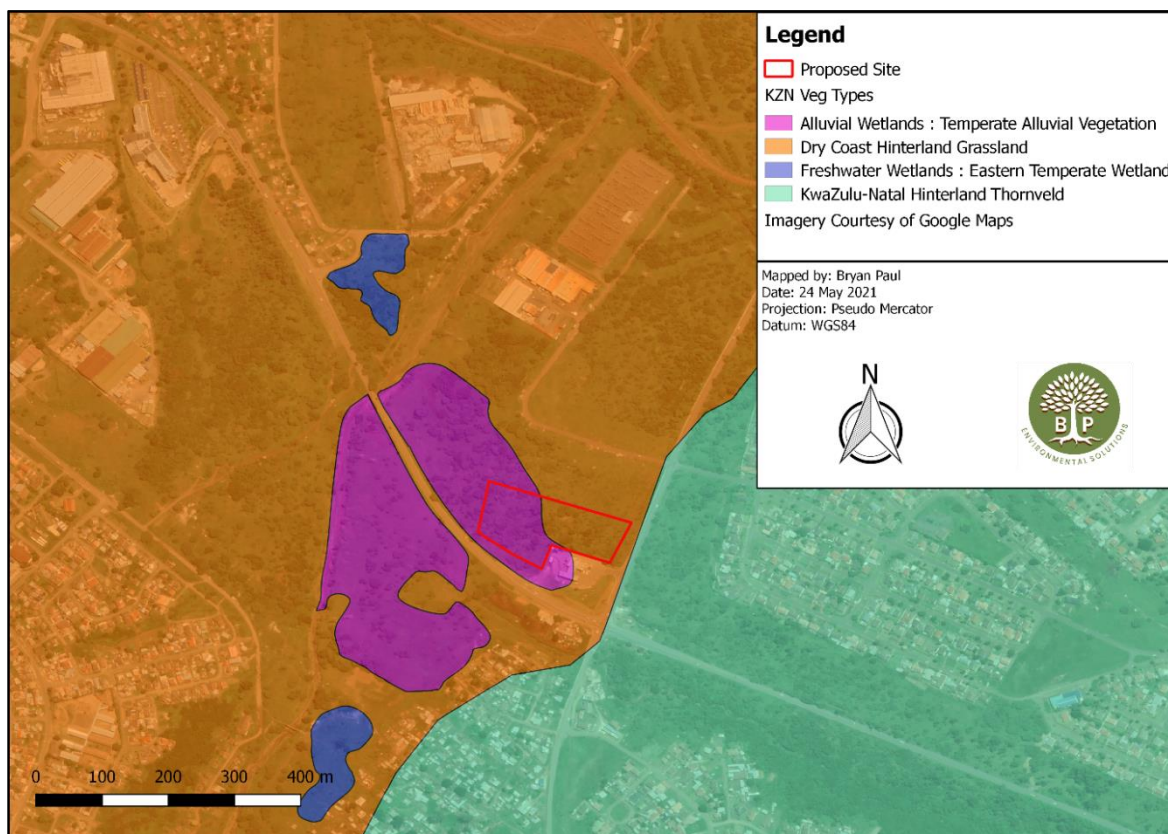 Legend
Proposed Site
KZN Veg Types
Alluvial Wetlands : Temperate Alluvial Vegetation
Dry Coast Hinterland Grassland
Freshwater Wetlands : Eastern Temperate Wetland
KwaZulu-Natal Hinterland Thornveld
Imagery Courtesy of Google Maps
Mapped by: Bryan Paul
Date: 24 May 2021
Projection: Pseudo Mercator
Datum: WGS84
N
B P
ENVIRONMENTAL SOLUTIONS
0 100 200 300 400 m